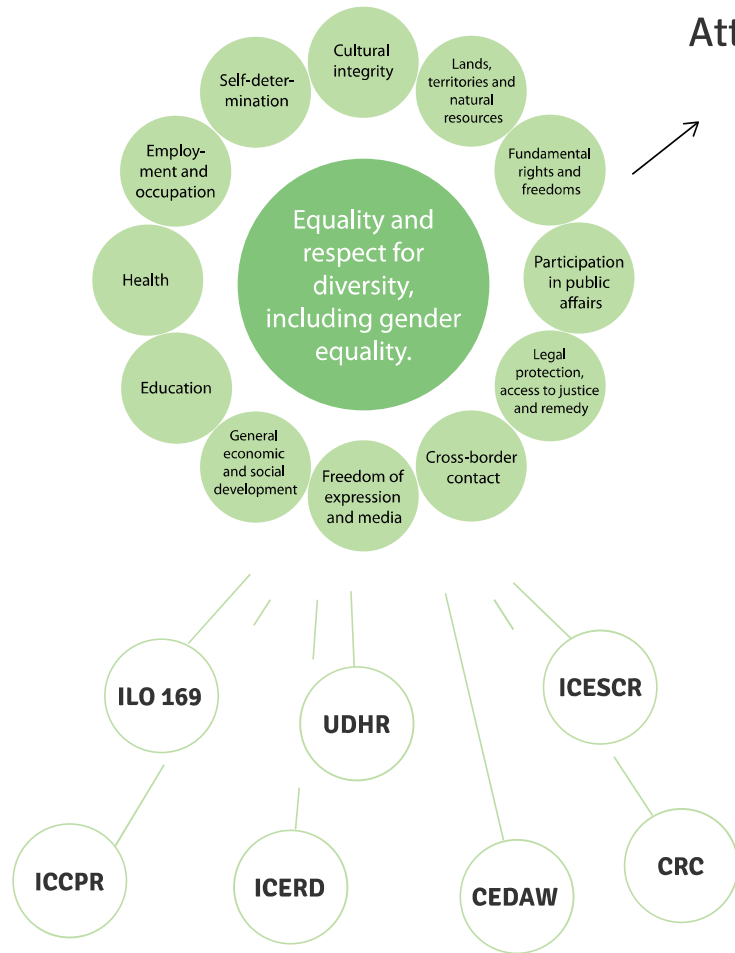 Att
Cultural
integrity
Lands,
territories and
natural
resources
Fundamental
rights and
freedoms
Participation
in public
affairs
Legal
protection,
access to justice
and remedy
Cross-border
contact
Freedom of
expression
and media
General
economic
and social
development
Education
Health
Employ-
ment and
occupation
Self-deter-
mination
Equality and
respect for
diversity,
including gender
equality.
ILO 169
UDHR
ICESCR
ICCPR
ICERD
CEDAW
CRC